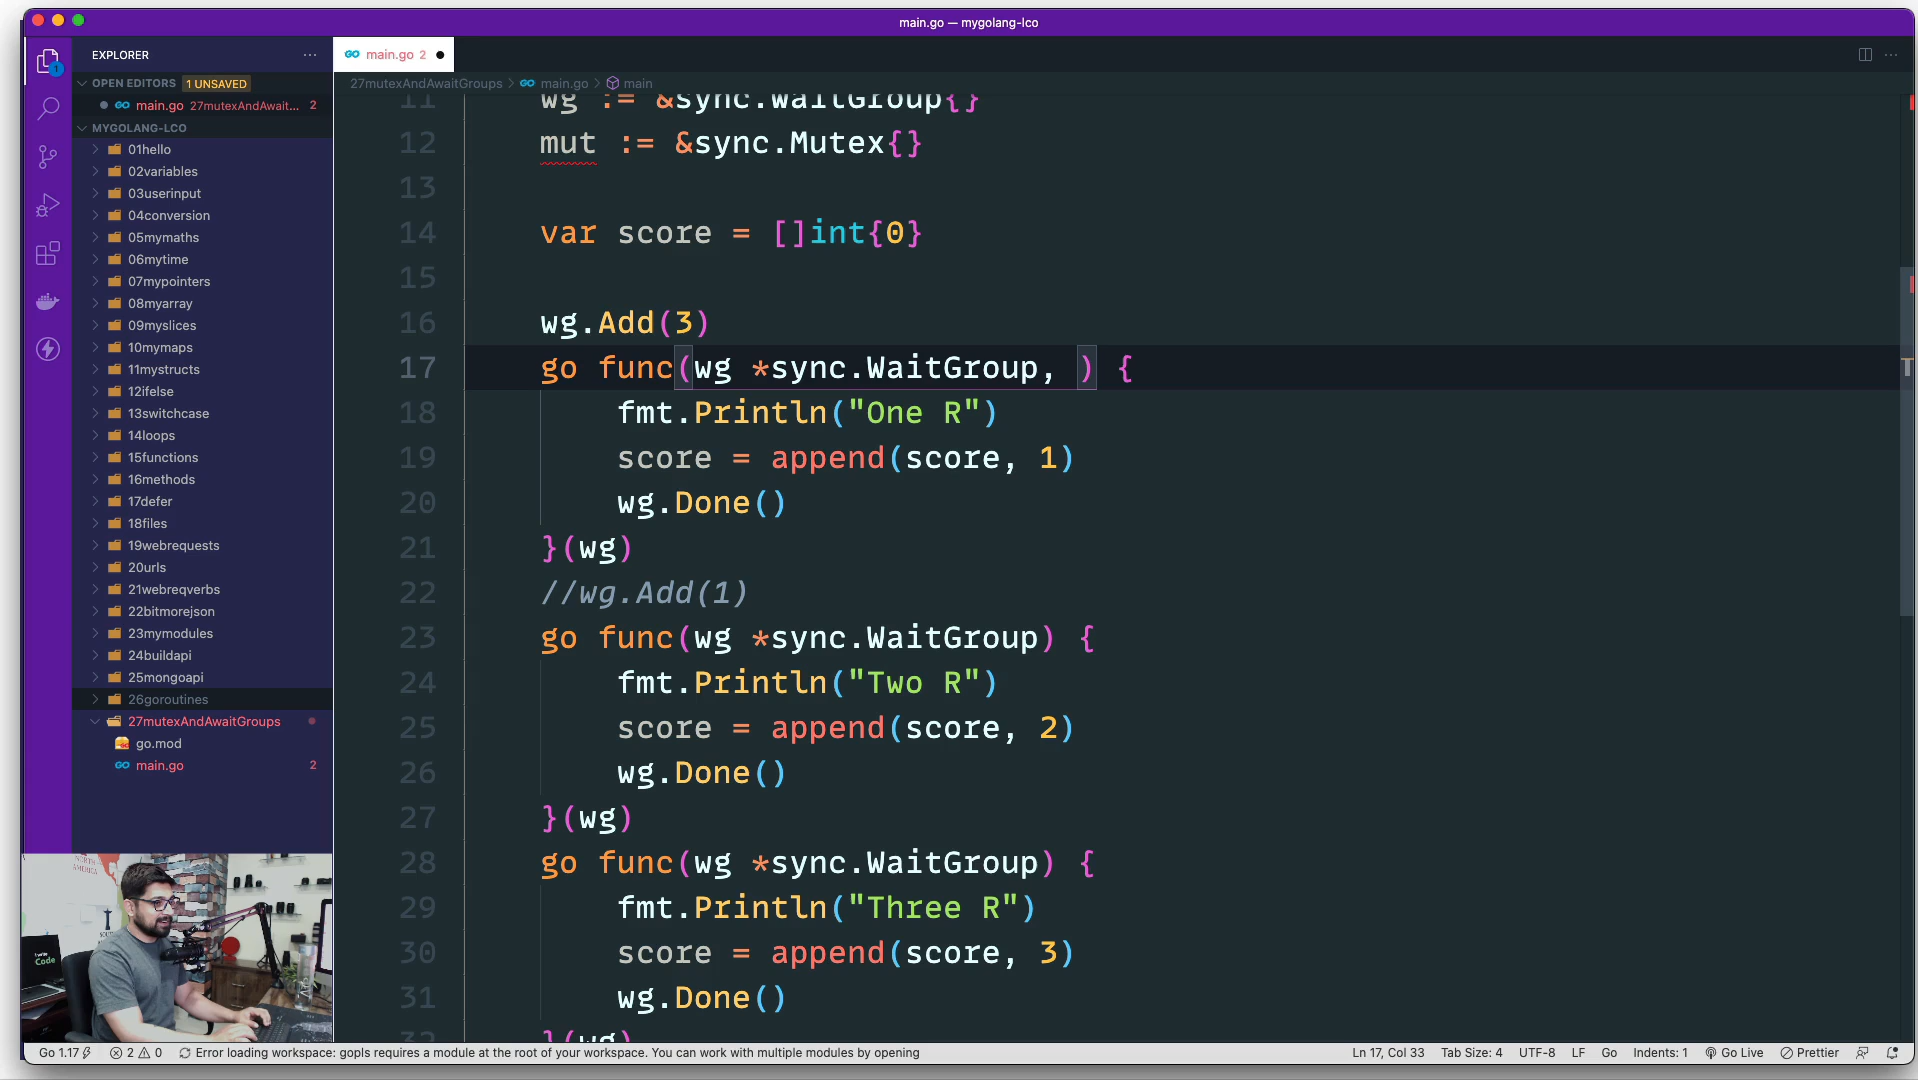 main.go — mygolang-lco
EXPLORER
main.go 2
OPEN EDITORS 1 UNSAVED
main.go 27mutexAndAwait... 2
MYGOLANG-LCO
01hello
02variables
03userinput
04conversion
05mymaths
06mytime
07mypointers
08myarray
09myslices
10mymaps
11mystructs
12ifelse
13switchcase
14loops
15functions
16methods
17defer
18files
19webrequests
20urls
21webreqverbs
22bitmorejson
23mymodules
24buildapi
25mongoapi
26goroutines
27mutexAndAwaitGroups
go.mod
main.go 2
27mutexAndAwaitGroups > main.go > main
11 wg := &sync.WaitGroup{}
12 mut := &sync.Mutex{}
13
14 var score = []int{0}
15
16 wg.Add(3)
17 go func(wg *sync.WaitGroup, ) {
18 fmt.Println("One R")
19 score = append(score, 1)
20 wg.Done()
21 }(wg)
22 //wg.Add(1)
23 go func(wg *sync.WaitGroup) {
24 fmt.Println("Two R")
25 score = append(score, 2)
26 wg.Done()
27 }(wg)
28 go func(wg *sync.WaitGroup) {
29 fmt.Println("Three R")
30 score = append(score, 3)
31 wg.Done()
32 }(wg)
NORTH
AMERICA
Code
Go 1.17 2 0 Error loading workspace: gopls requires a module at the root of your workspace. You can work with multiple modules by opening
Ln 17, Col 33 Tab Size: 4 UTF-8 LF Go Indents: 1 Go Live Prettier